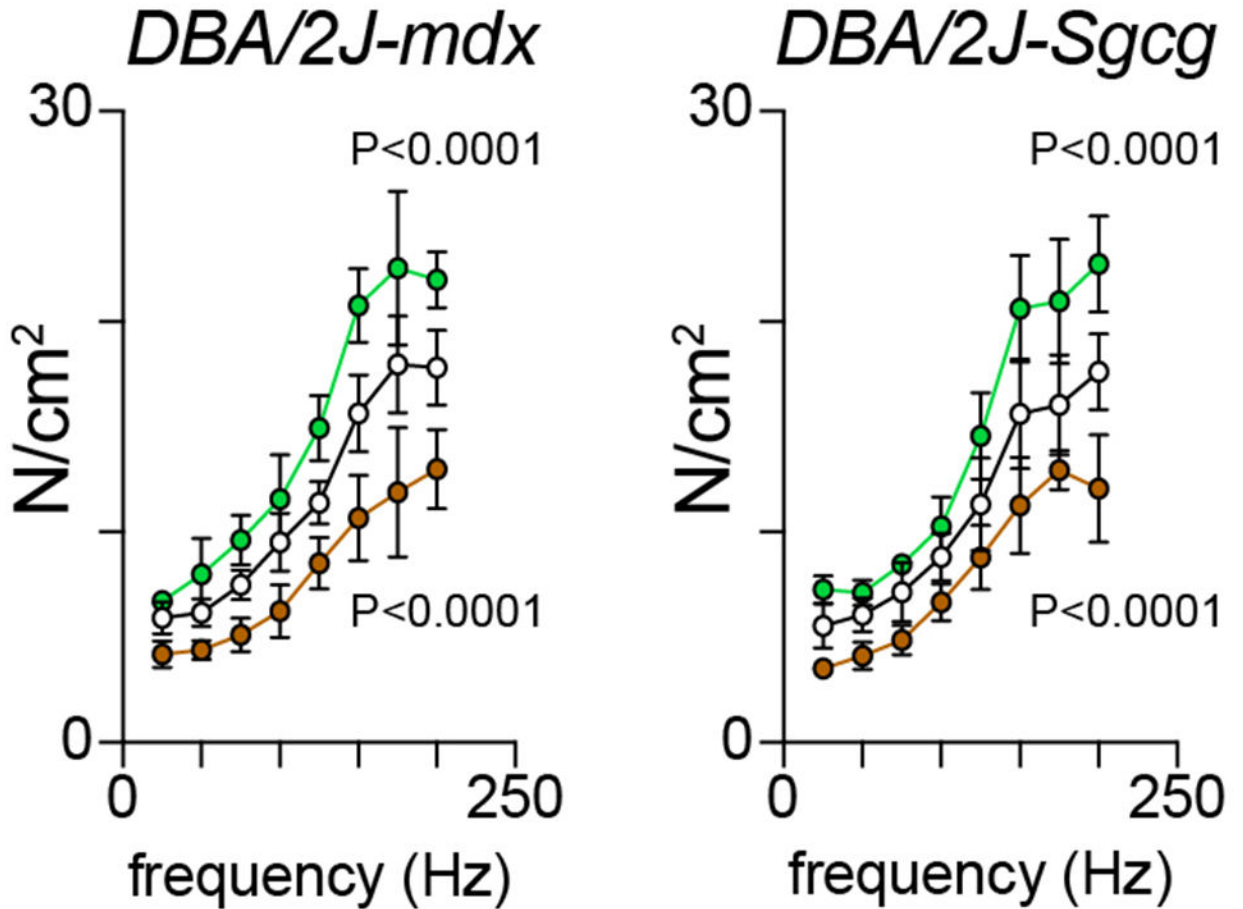 DBA/2J-mdx
30
P<0.0001
N/cm²
P<0.0001
0
0
250
frequency (Hz)
DBA/2J-Sgcg
30
P<0.0001
N/cm²
P<0.0001
0
0
250
frequency (Hz)